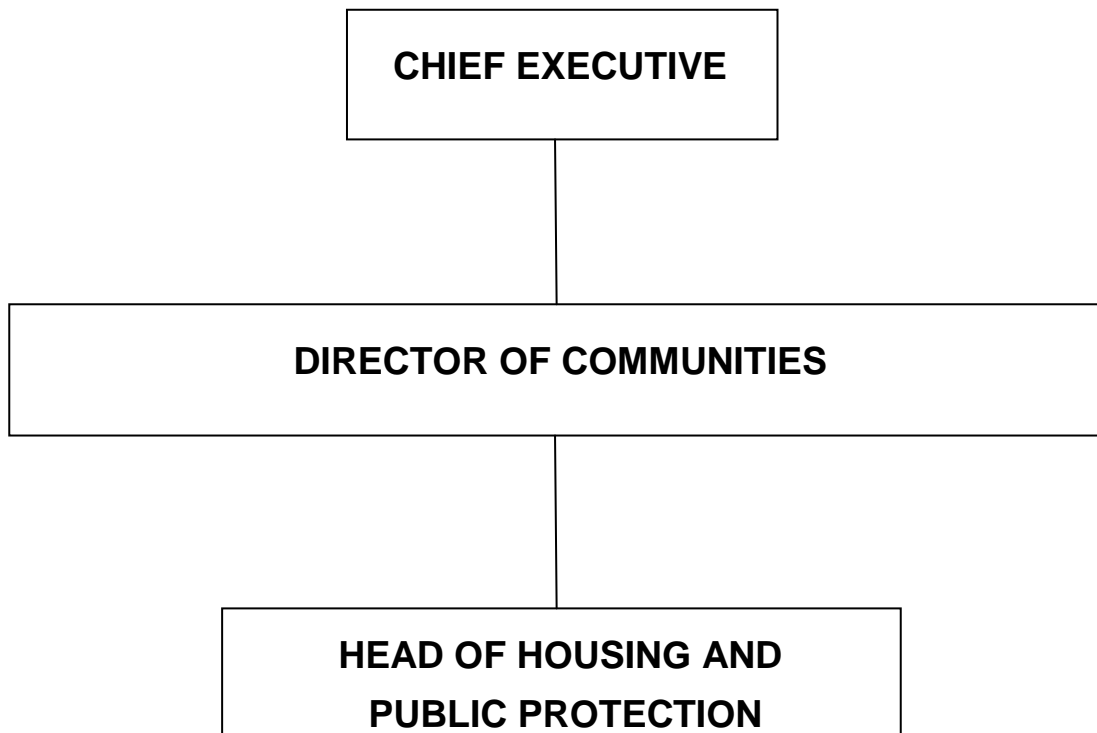 CHIEF EXECUTIVE
DIRECTOR OF COMMUNITIES
HEAD OF HOUSING AND
PUBLIC PROTECTION